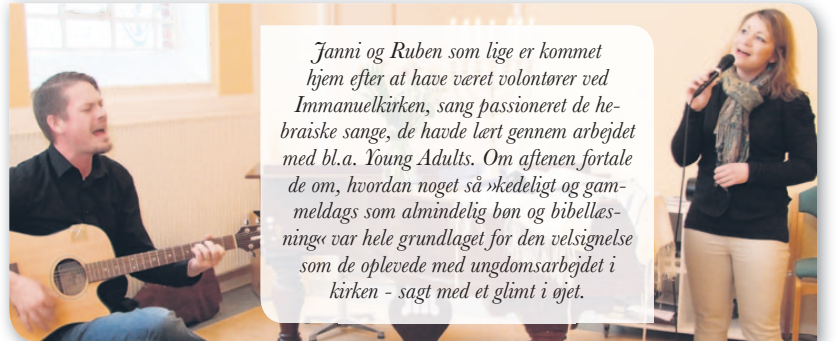 Janni og Ruben som lige er kommet
hjem efter at have været volontører ved
Immanuelkirken, sang passioneret de he-
braiske sange, de havde lært gennem arbejdet
med bl.a. Young Adults. Om aftenen fortale
de om, hvordan noget så »kedeligt og gam-
meldags som almindelig bøn og bibellæs-
ning« var hele grundlaget for den velsignelse
som de oplevede med ungdomsarbejdet i
kirken - sagt med et glimt i øjet.